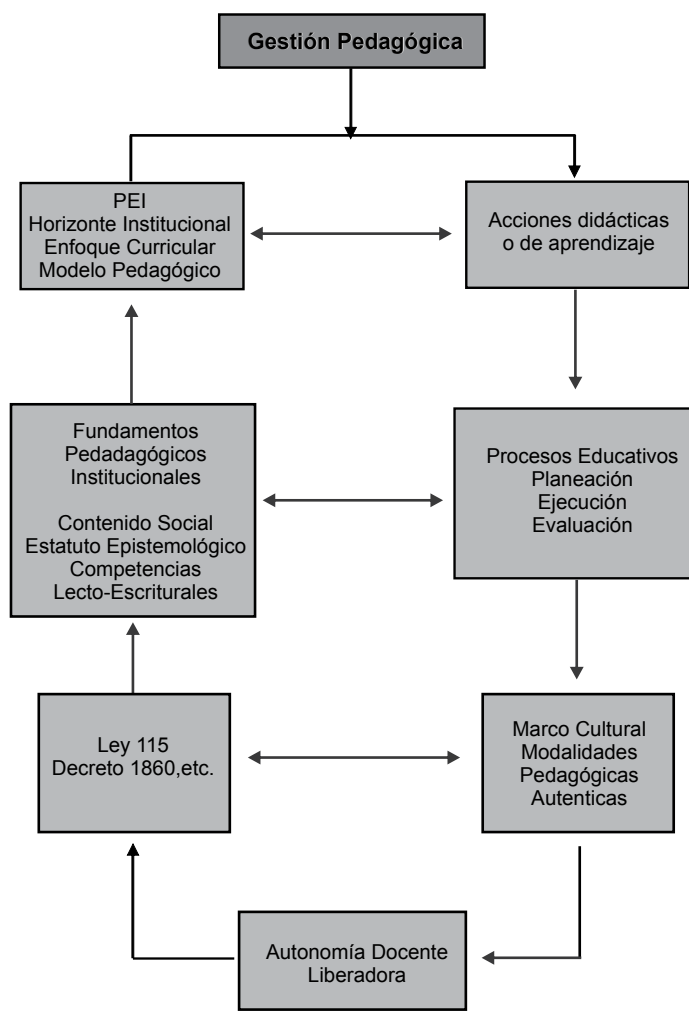 Gestión Pedagógica
PEI
Horizonte Institucional
Enfoque Curricular
Modelo Pedagógico
Acciones didácticas
o de aprendizaje
Fundamentos
Pedadagógicos
Institucionales
Contenido Social
Estatuto Epistemológico
Competencias
Lecto-Escriturales
Procesos Educativos
Planeación
Ejecución
Evaluación
Ley 115
Decreto 1860,etc.
Marco Cultural
Modalidades
Pedagógicas
Autenticas
Autonomía Docente
Liberadora